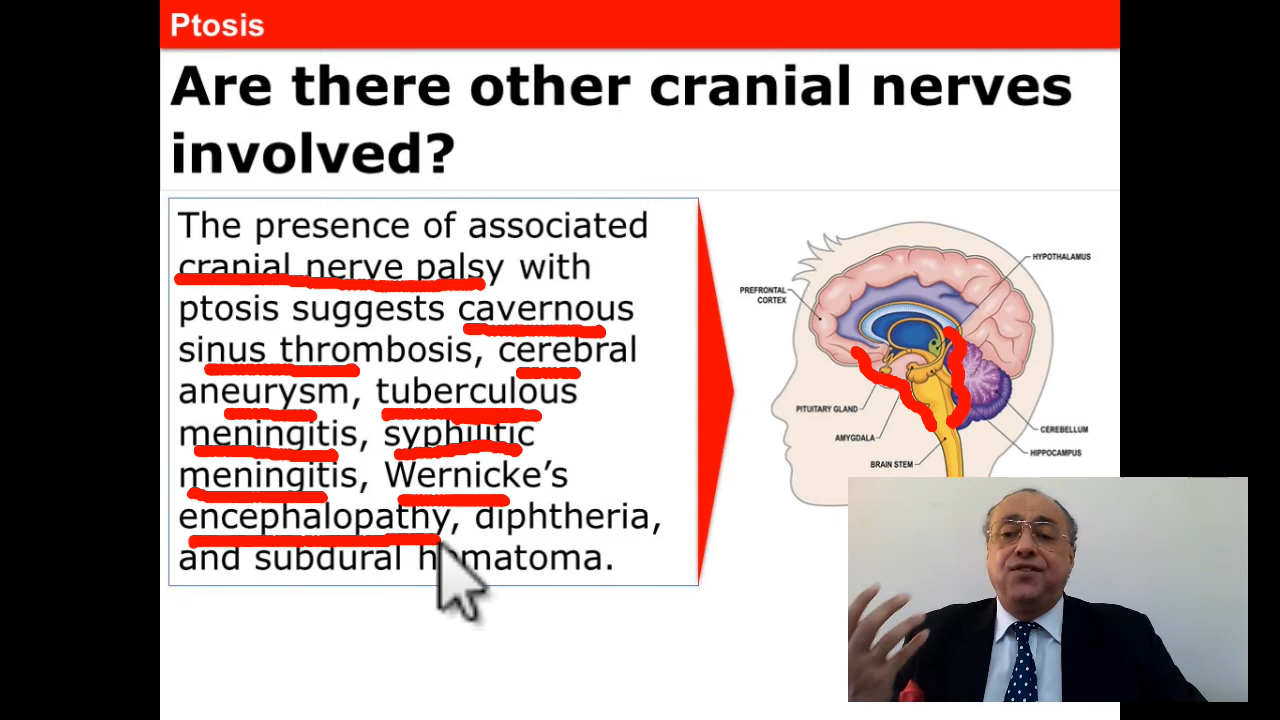 Ptosis
Are there other cranial nerves
involved?
The presence of associated
cranial nerve palsy with
ptosis suggests cavernous
sinus thrombosis, cerebral
aneurysm, tuberculous
meningitis, syphilitic
meningitis, Wernicke’s
encephalopathy, diphtheria,
and subdural hematoma.
HYPOTHALAMUS
PREFRONTAL
CORTEX
PITUITARY GLAND
AMYGDALA
BRAIN STEM
CEREBELLUM
HIPPOCAMPUS